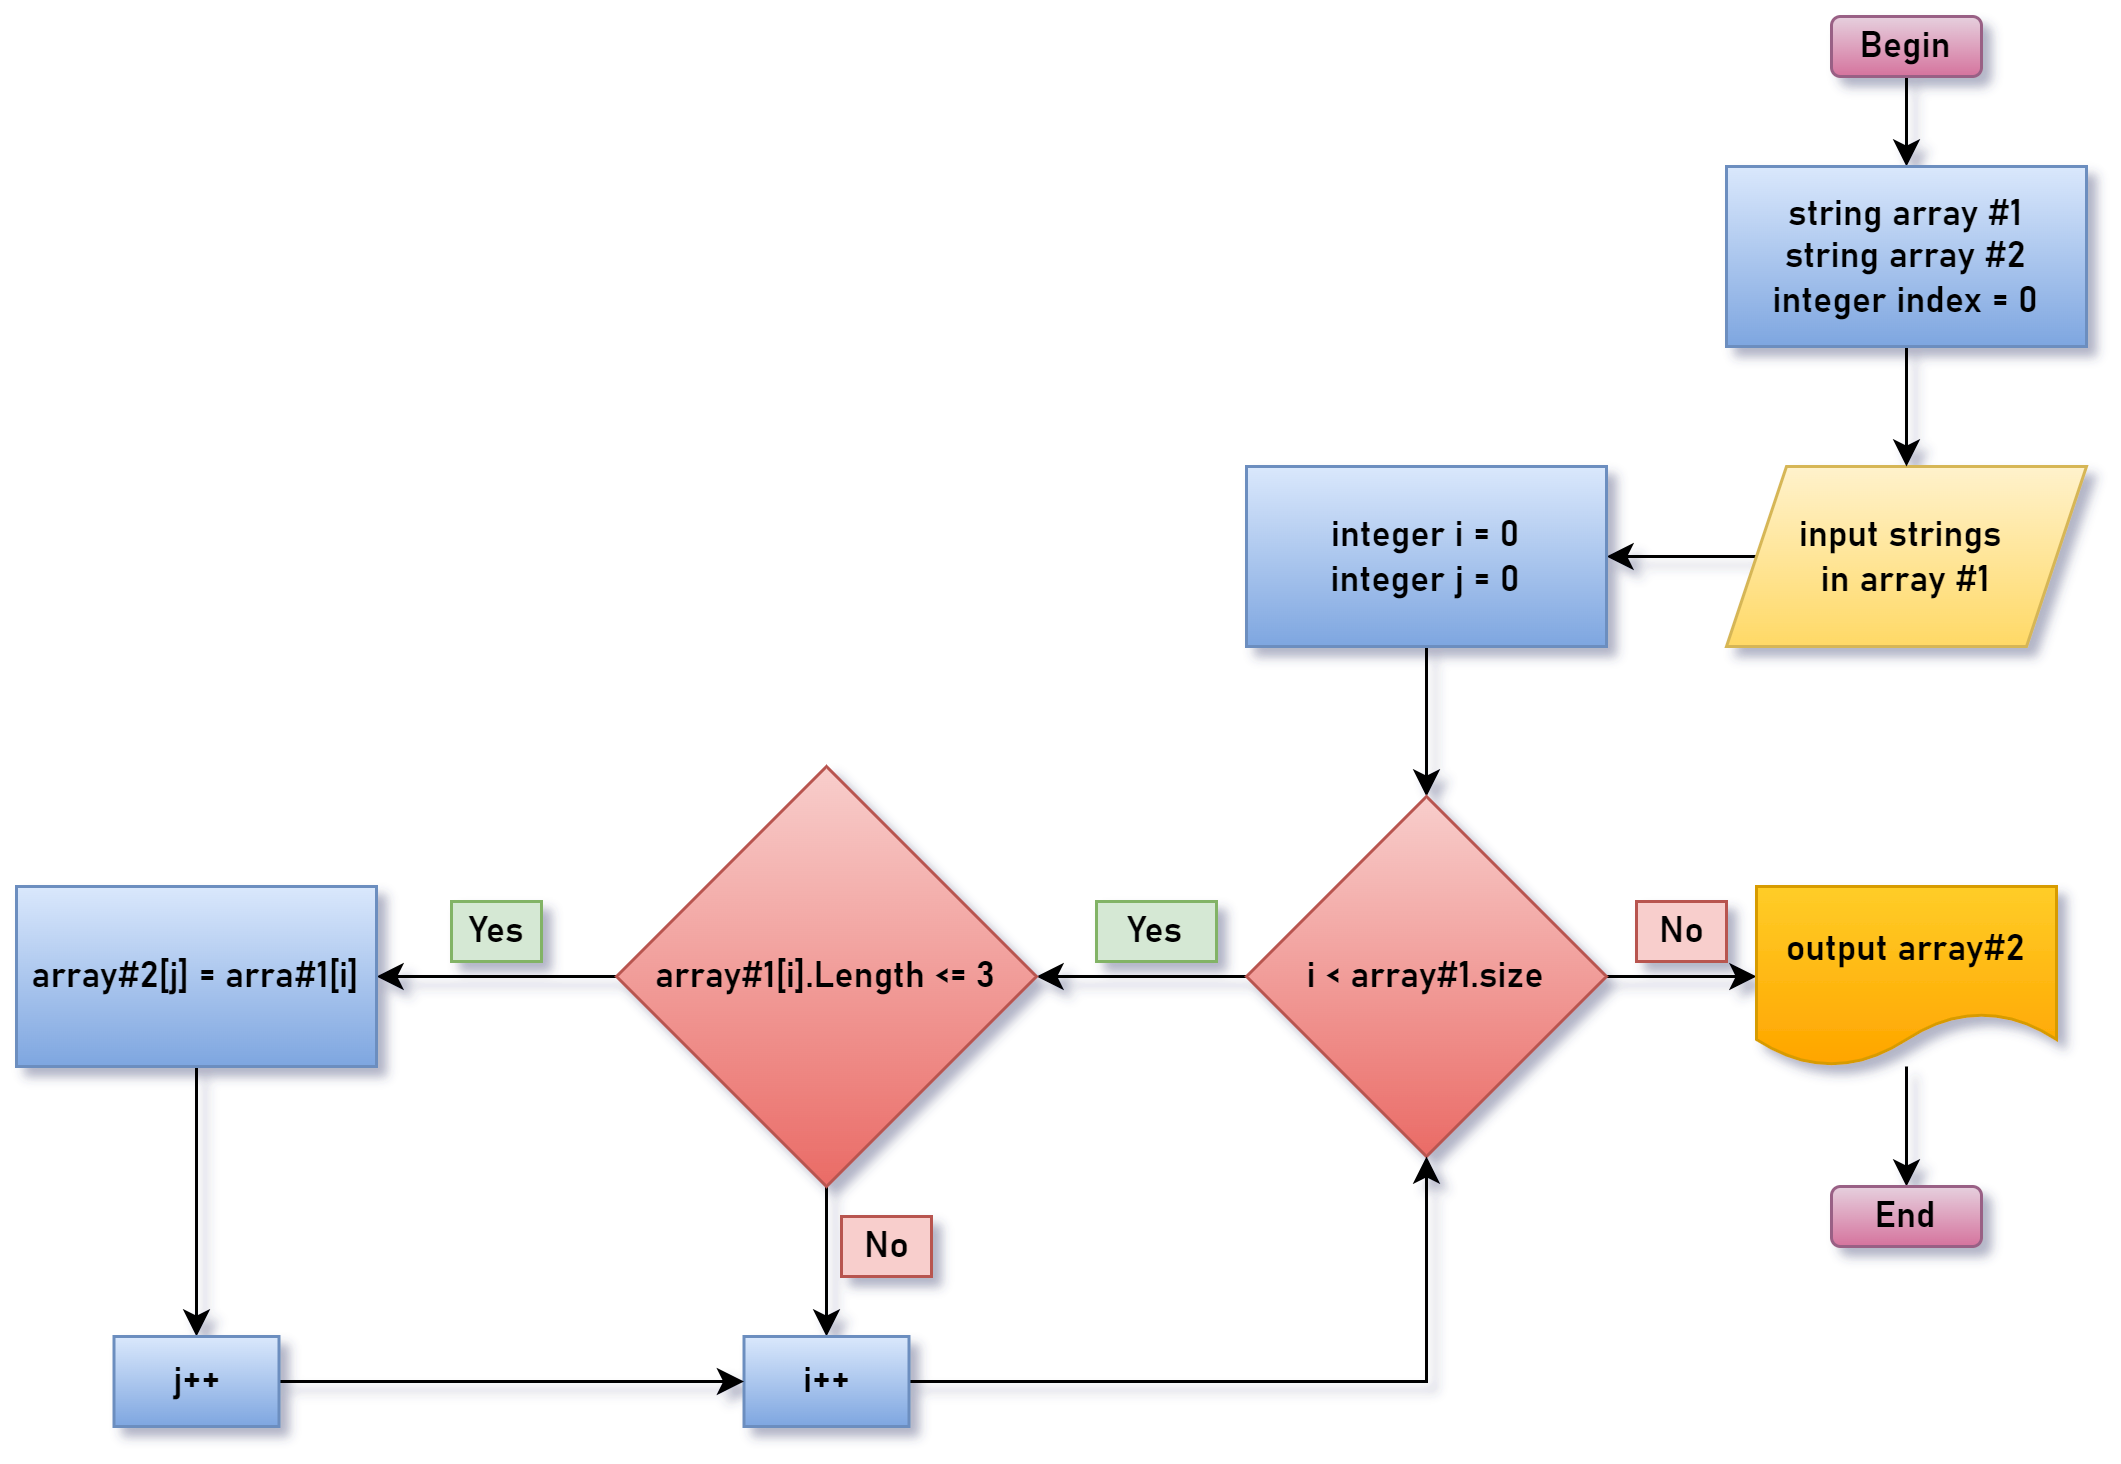 Begin
string array #1
string array #2
integer index = 0
input strings
in array #1
integer i = 0
integer j = 0
i < array#1.size
Yes
No
array#1[i].Length <= 3
Yes
No
array#2[j] = arra#1[i]
j++
i++
output array#2
End